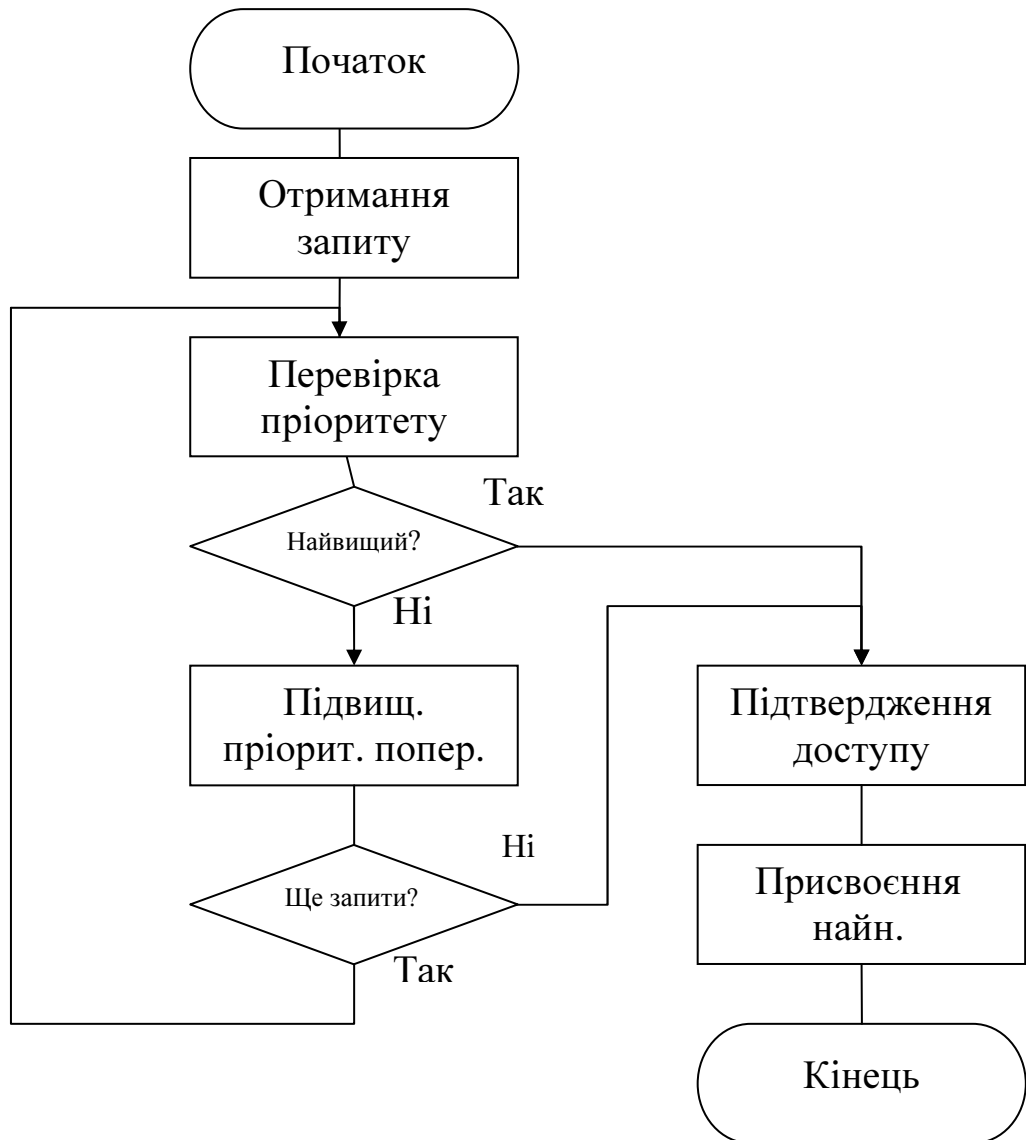 Початок
Отримання
запиту
Перевірка
пріоритету
Так
Найвищий?
Ні
Підвищ.
пріорит. попер.
Підтвердження
доступу
Ні
Ще запити?
Присвоєння
найн.
Так
Кінець